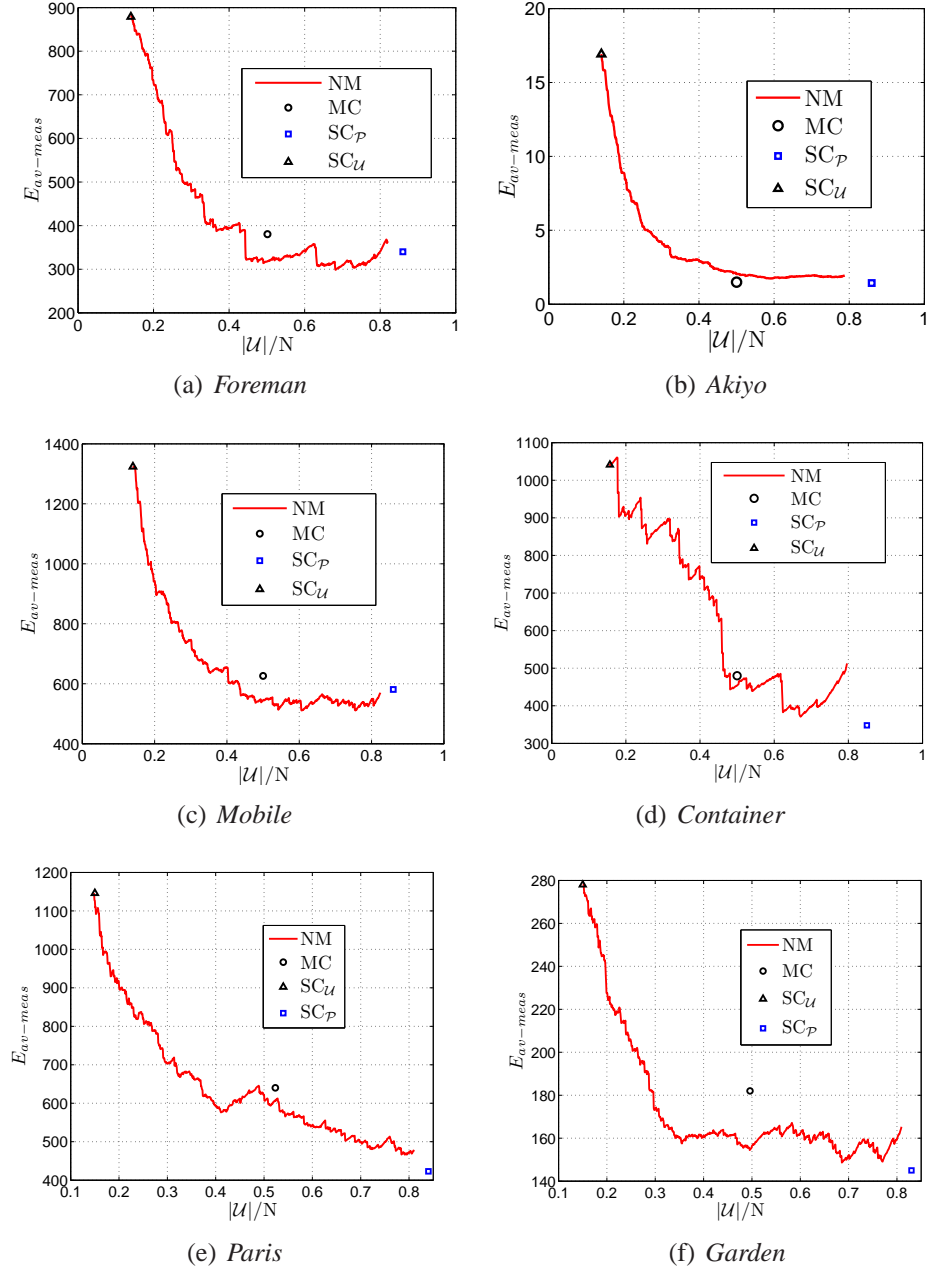 900
800
700
600
500
400
300
200
0 0.2 0.4 0.6 0.8 1
E_{av-meas}
|𝒰|/N
NM
MC
SC_𝒫
SC_𝒰
(a) Foreman
20
15
10
5
0
0 0.2 0.4 0.6 0.8 1
E_{av-meas}
|𝒰|/N
NM
MC
SC_𝒫
SC_𝒰
(b) Akiyo
1400
1200
1000
800
600
400
0 0.2 0.4 0.6 0.8 1
E_{av-meas}
|𝒰|/N
NM
MC
SC_𝒫
SC_𝒰
(c) Mobile
1100
1000
900
800
700
600
500
400
300
0 0.2 0.4 0.6 0.8 1
E_{av-meas}
|𝒰|/N
NM
MC
SC_𝒫
SC_𝒰
(d) Container
1200
1100
1000
900
800
700
600
500
400
0.1 0.2 0.3 0.4 0.5 0.6 0.7 0.8
E_{av-meas}
|𝒰|/N
NM
MC
SC_𝒰
SC_𝒫
(e) Paris
280
260
240
220
200
180
160
140
0.1 0.2 0.3 0.4 0.5 0.6 0.7 0.8
E_{av-meas}
|𝒰|/N
NM
MC
SC_𝒰
SC_𝒫
(f) Garden